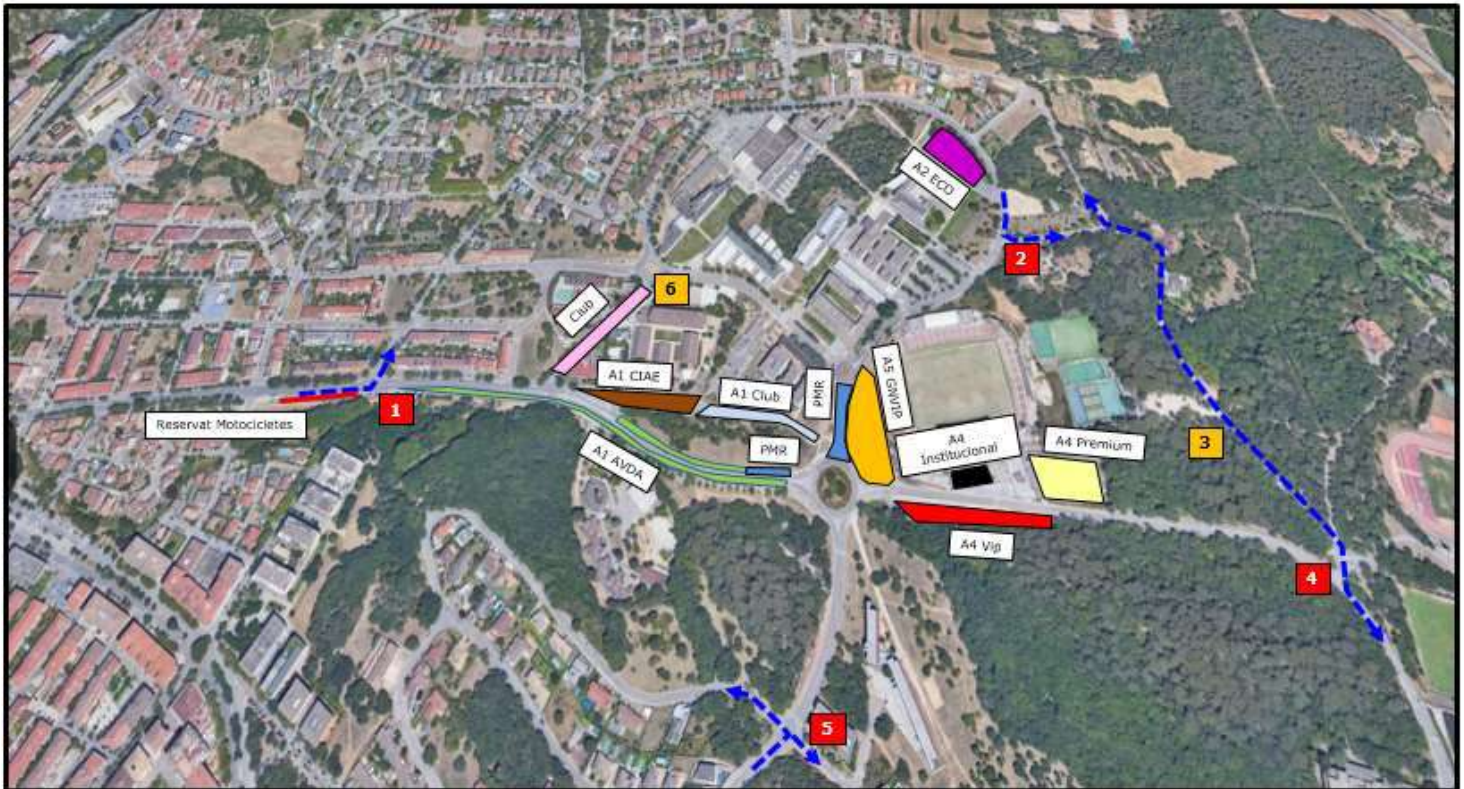 A2 ECO
2
Club
6
A1 CIAE
A1 Club
PMR
A5 GNVIP
Reservat Motocicletes
1
A1 AVDA
PMR
A4
Institucional
A4 Premium
3
A4 Vip
4
5